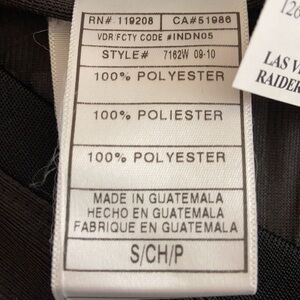 RN#. 119208 CA#51986
VDR/FCTY CODE #INDN05
STYLE# 7162W 09-10
100% POLYESTER
100% POLIESTER
100% POLYESTER
MADE IN GUATEMALA
HECHO EN GUATEMALA
FABRIQUE EN GUATEMALA
S/CH/P
126
LAS V
RAIDER